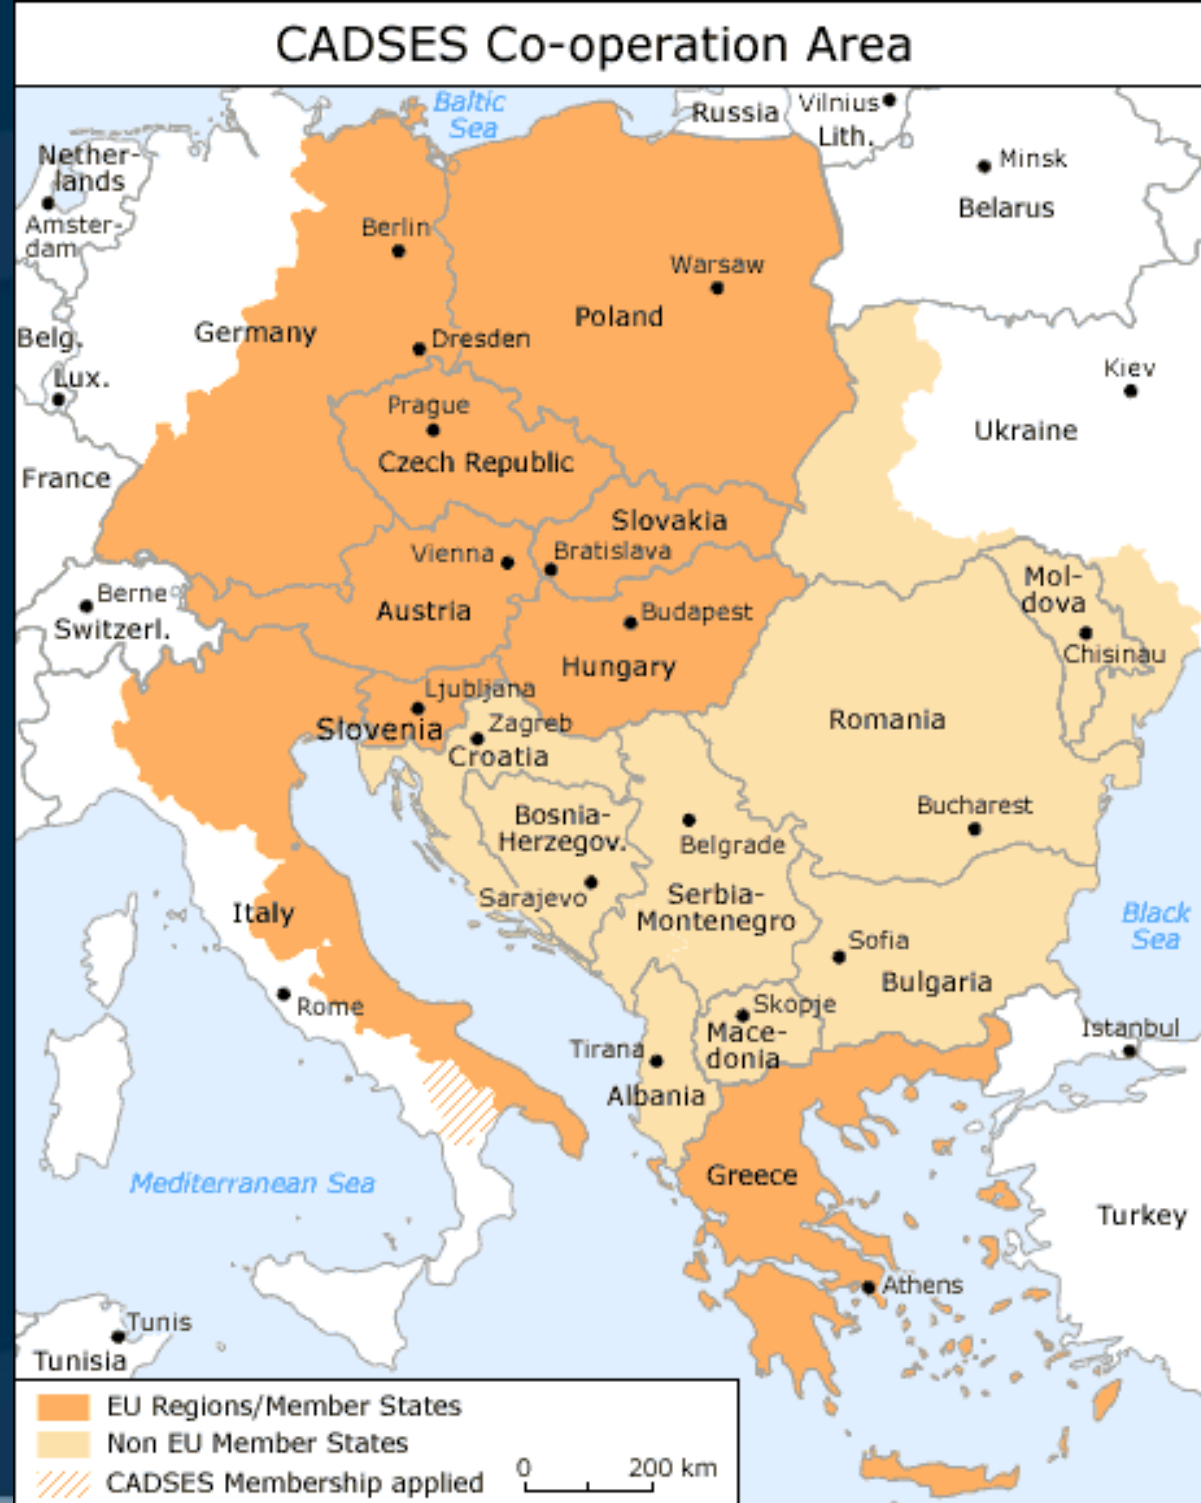 CADSES Co-operation Area
Baltic
Sea
Russia
Vilnius
Lith.
Nether-
lands
Minsk
Amster-
dam
Belarus
Berlin
Warsaw
Poland
Germany
Belg.
Dresden
Lux.
Kiev
Prague
Ukraine
Czech Republic
France
Slovakia
Vienna
Bratislava
Mol-
dova
Berne
Austria
Budapest
Switzerl.
Chisinau
Hungary
Ljubljana
Slovenia
Zagreb
Romania
Croatia
Bosnia-
Herzegov.
Bucharest
Belgrade
Sarajevo
Serbia-
Montenegro
Italy
Black
Sea
Sofia
Bulgaria
Rome
Skopje
Mace-
donia
Istanbul
Tirana
Albania
Mediterranean Sea
Greece
Turkey
Athens
Tunis
Tunisia
EU Regions/Member States
Non EU Member States
CADSES Membership applied
0 200 km